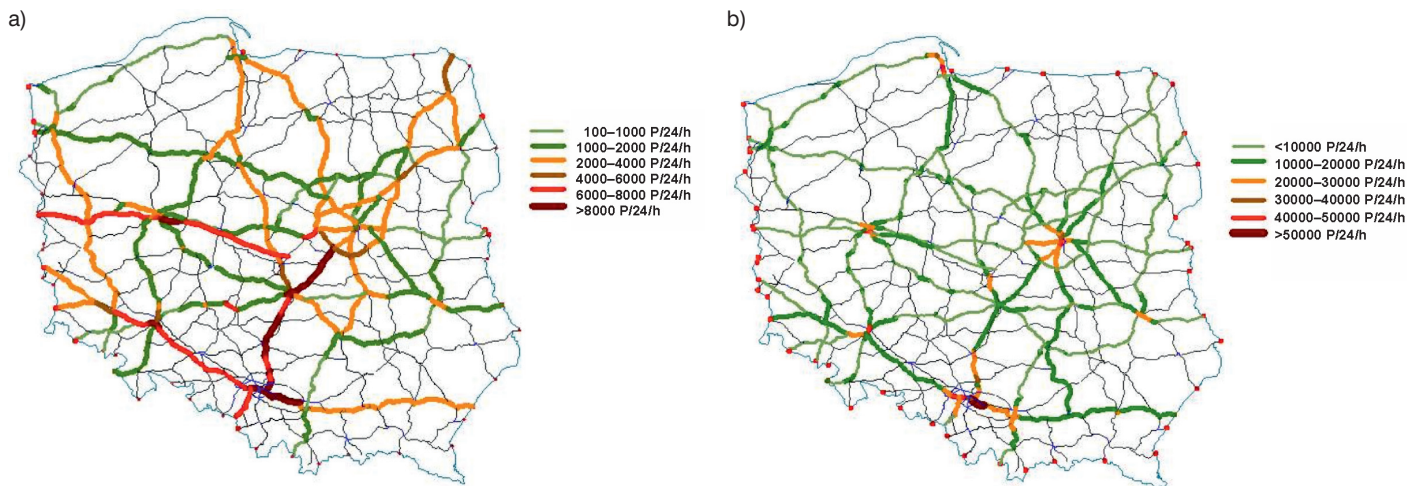 a)
100–1000 P/24/h
1000–2000 P/24/h
2000–4000 P/24/h
4000–6000 P/24/h
6000–8000 P/24/h
>8000 P/24/h
b)
<10000 P/24/h
10000–20000 P/24/h
20000–30000 P/24/h
30000–40000 P/24/h
40000–50000 P/24/h
>50000 P/24/h